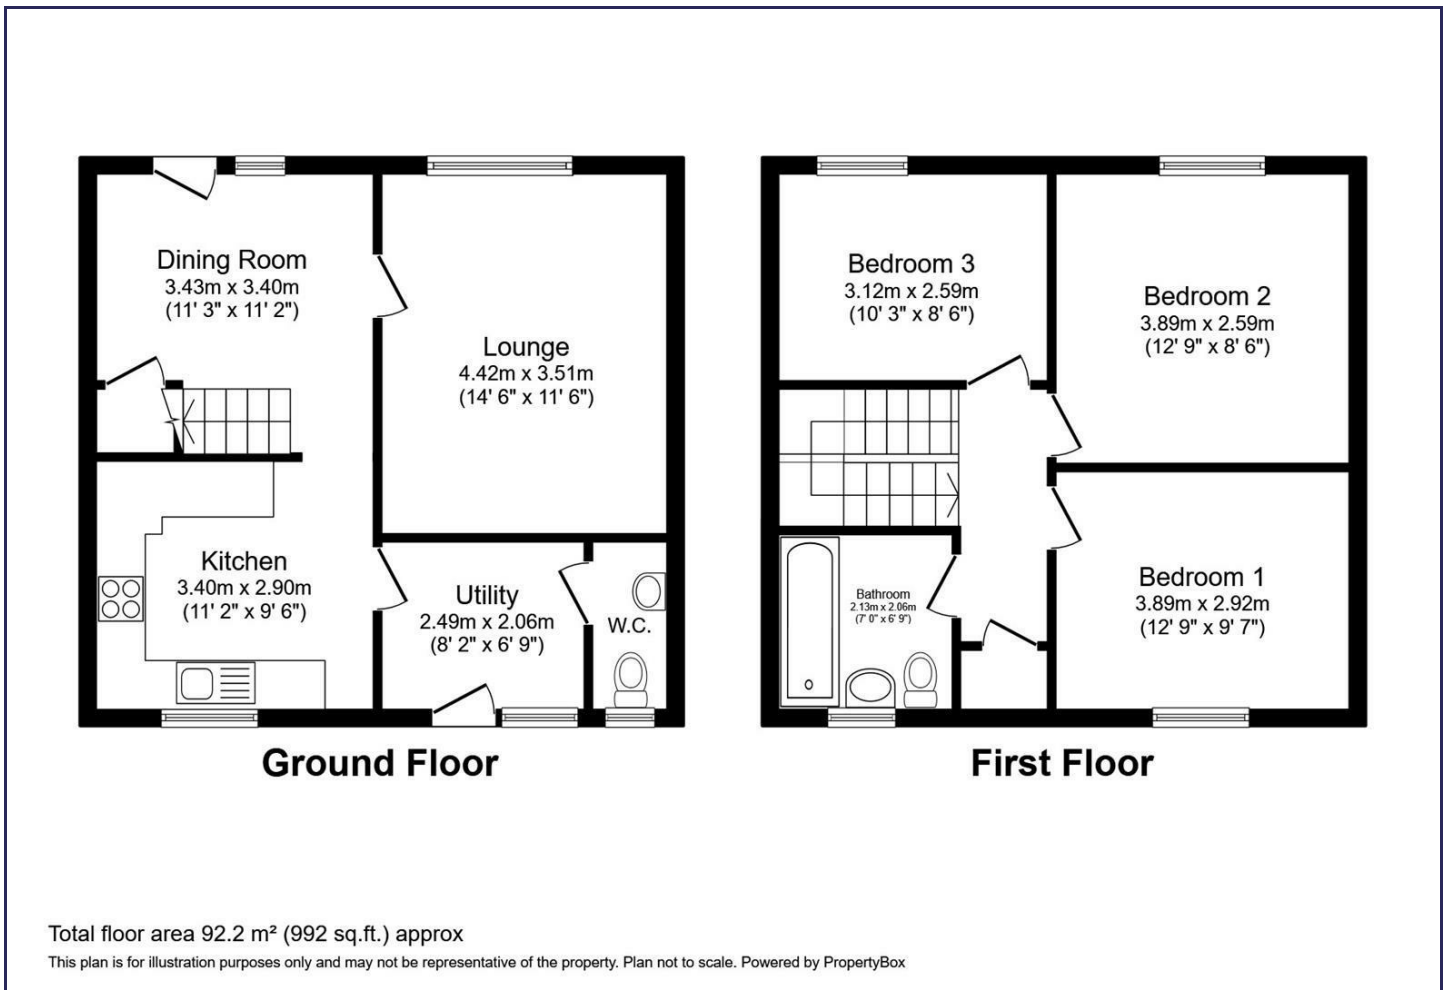 Dining Room
3.43m x 3.40m
(11' 3" x 11' 2")
Lounge
4.42m x 3.51m
(14' 6" x 11' 6")
Kitchen
3.40m x 2.90m
(11' 2" x 9' 6")
Utility
2.49m x 2.06m
(8' 2" x 6' 9")
W.C.
Ground Floor
Bedroom 3
3.12m x 2.59m
(10' 3" x 8' 6")
Bedroom 2
3.89m x 2.59m
(12' 9" x 8' 6")
Bathroom
2.13m x 2.06m
(7' 0" x 6' 9")
Bedroom 1
3.89m x 2.92m
(12' 9" x 9' 7")
First Floor
Total floor area 92.2 m² (992 sq.ft.) approx
This plan is for illustration purposes only and may not be representative of the property. Plan not to scale. Powered by PropertyBox